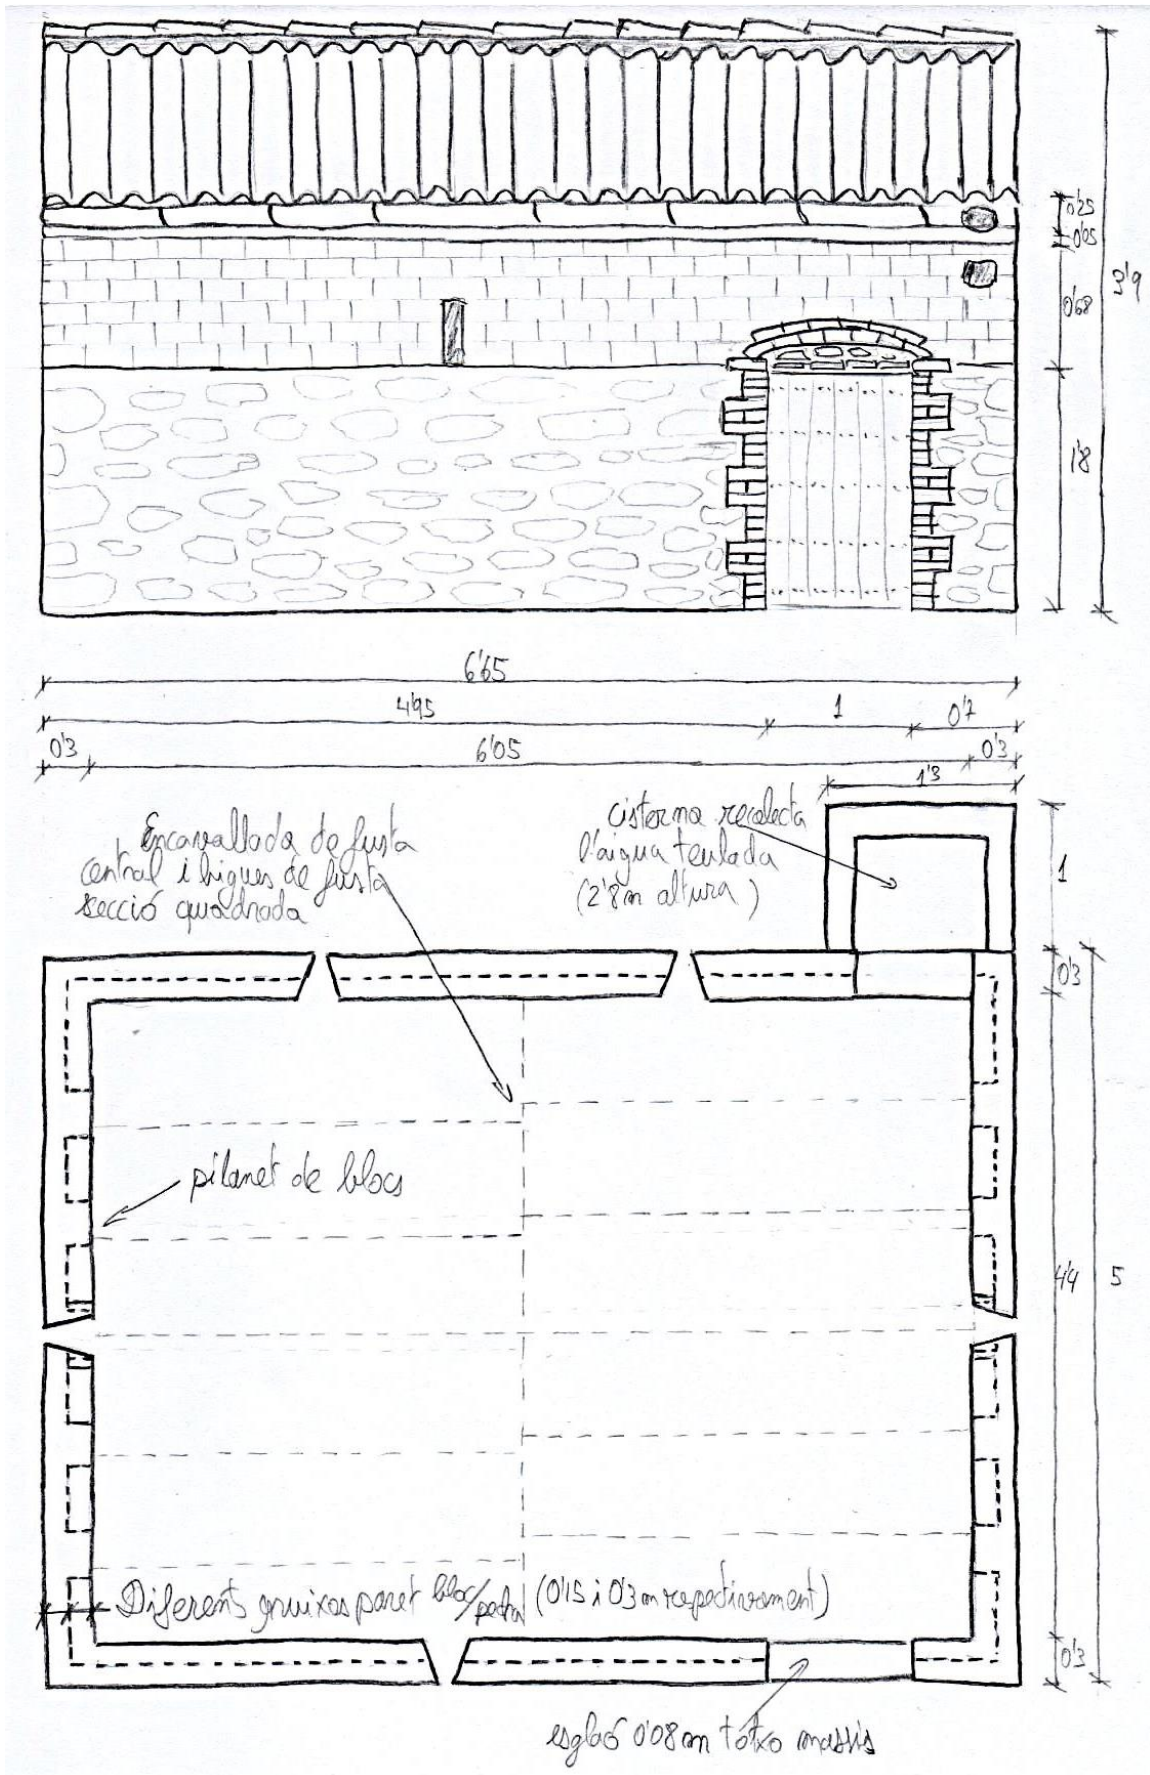 0'25
0'05
0'68
3'9
1'8
6'65
4'95
1
0'7
0'3
6'05
0'3
1'3
Encavallada de fusta
central i bigues de fusta
secció quadrada
cisterna recolecta
l'aigua teulada
(2'8m altura)
1
0'3
pilanet de blocs
4'4
5
Diferents gruixos paret bloc/pedra (0'15 i 0'3m respectivament)
0'3
esglaó 0'08m totxo massís